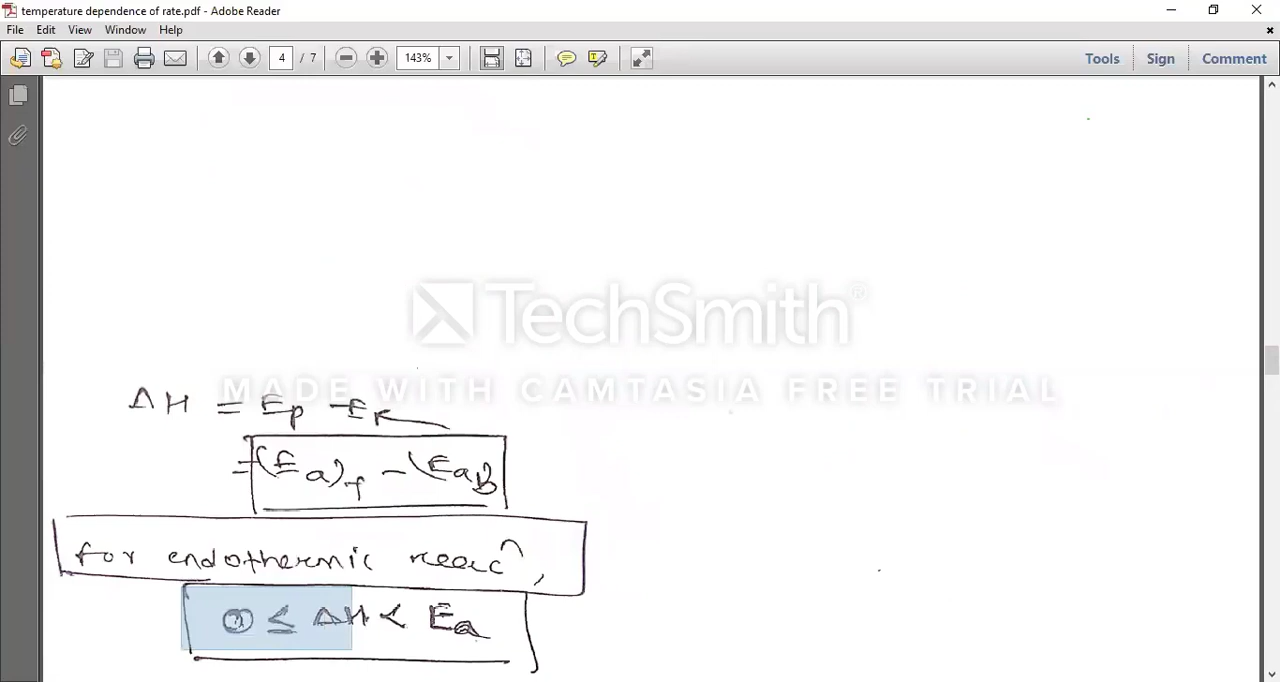 temperature dependence of rate.pdf - Adobe Reader
File Edit View Window Help
4 / 7 143% Tools Sign Comment
TechSmith®
MADE WITH CAMTASIA FREE TRIAL
ΔH = Ep - Er
= (Ea)f - (Ea)b
for endothermic reacⁿ,
0 ≤ ΔH < Ea